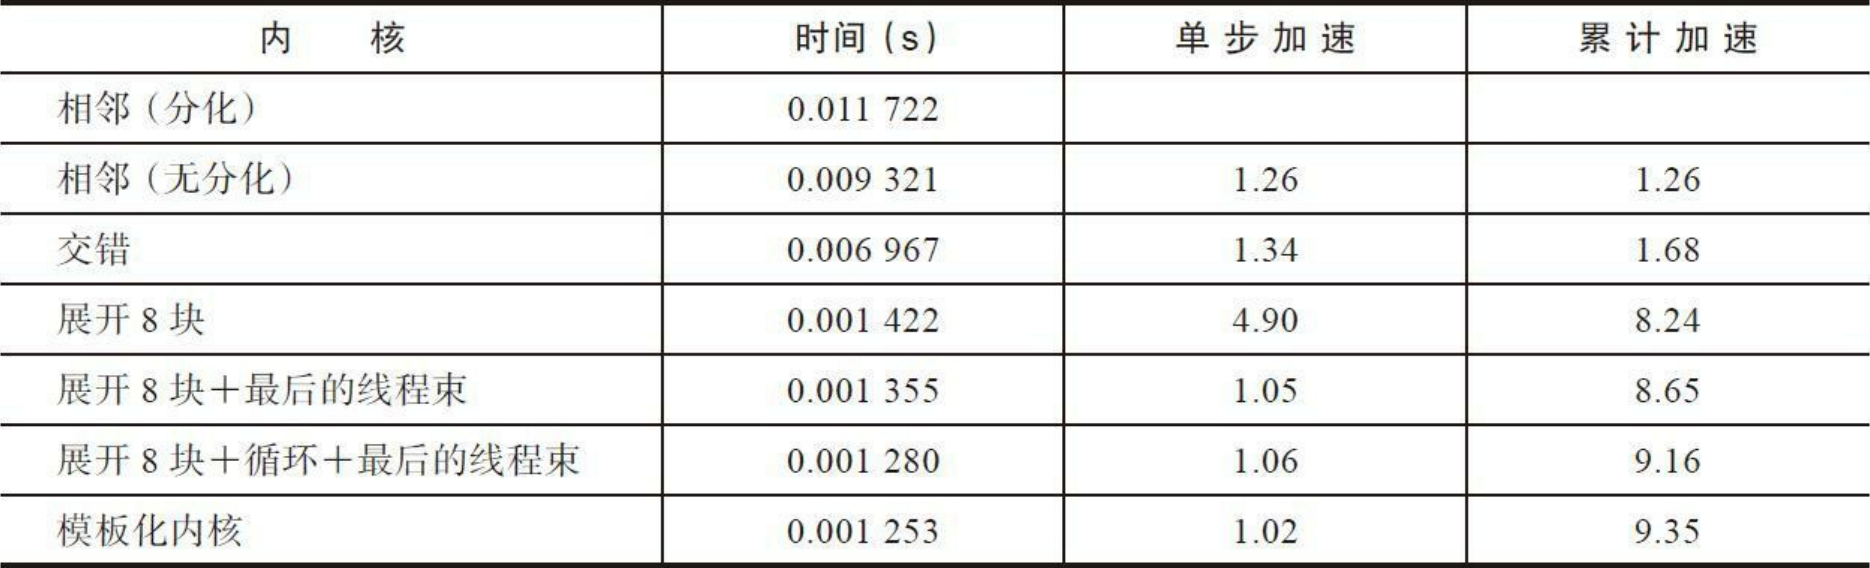 内 核 时间(s) 单步加速 累计加速
相邻(分化) 0.011 722
相邻(无分化) 0.009 321 1.26 1.26
交错 0.006 967 1.34 1.68
展开 8 块 0.001 422 4.90 8.24
展开 8 块+最后的线程束 0.001 355 1.05 8.65
展开 8 块+循环+最后的线程束 0.001 280 1.06 9.16
模板化内核 0.001 253 1.02 9.35